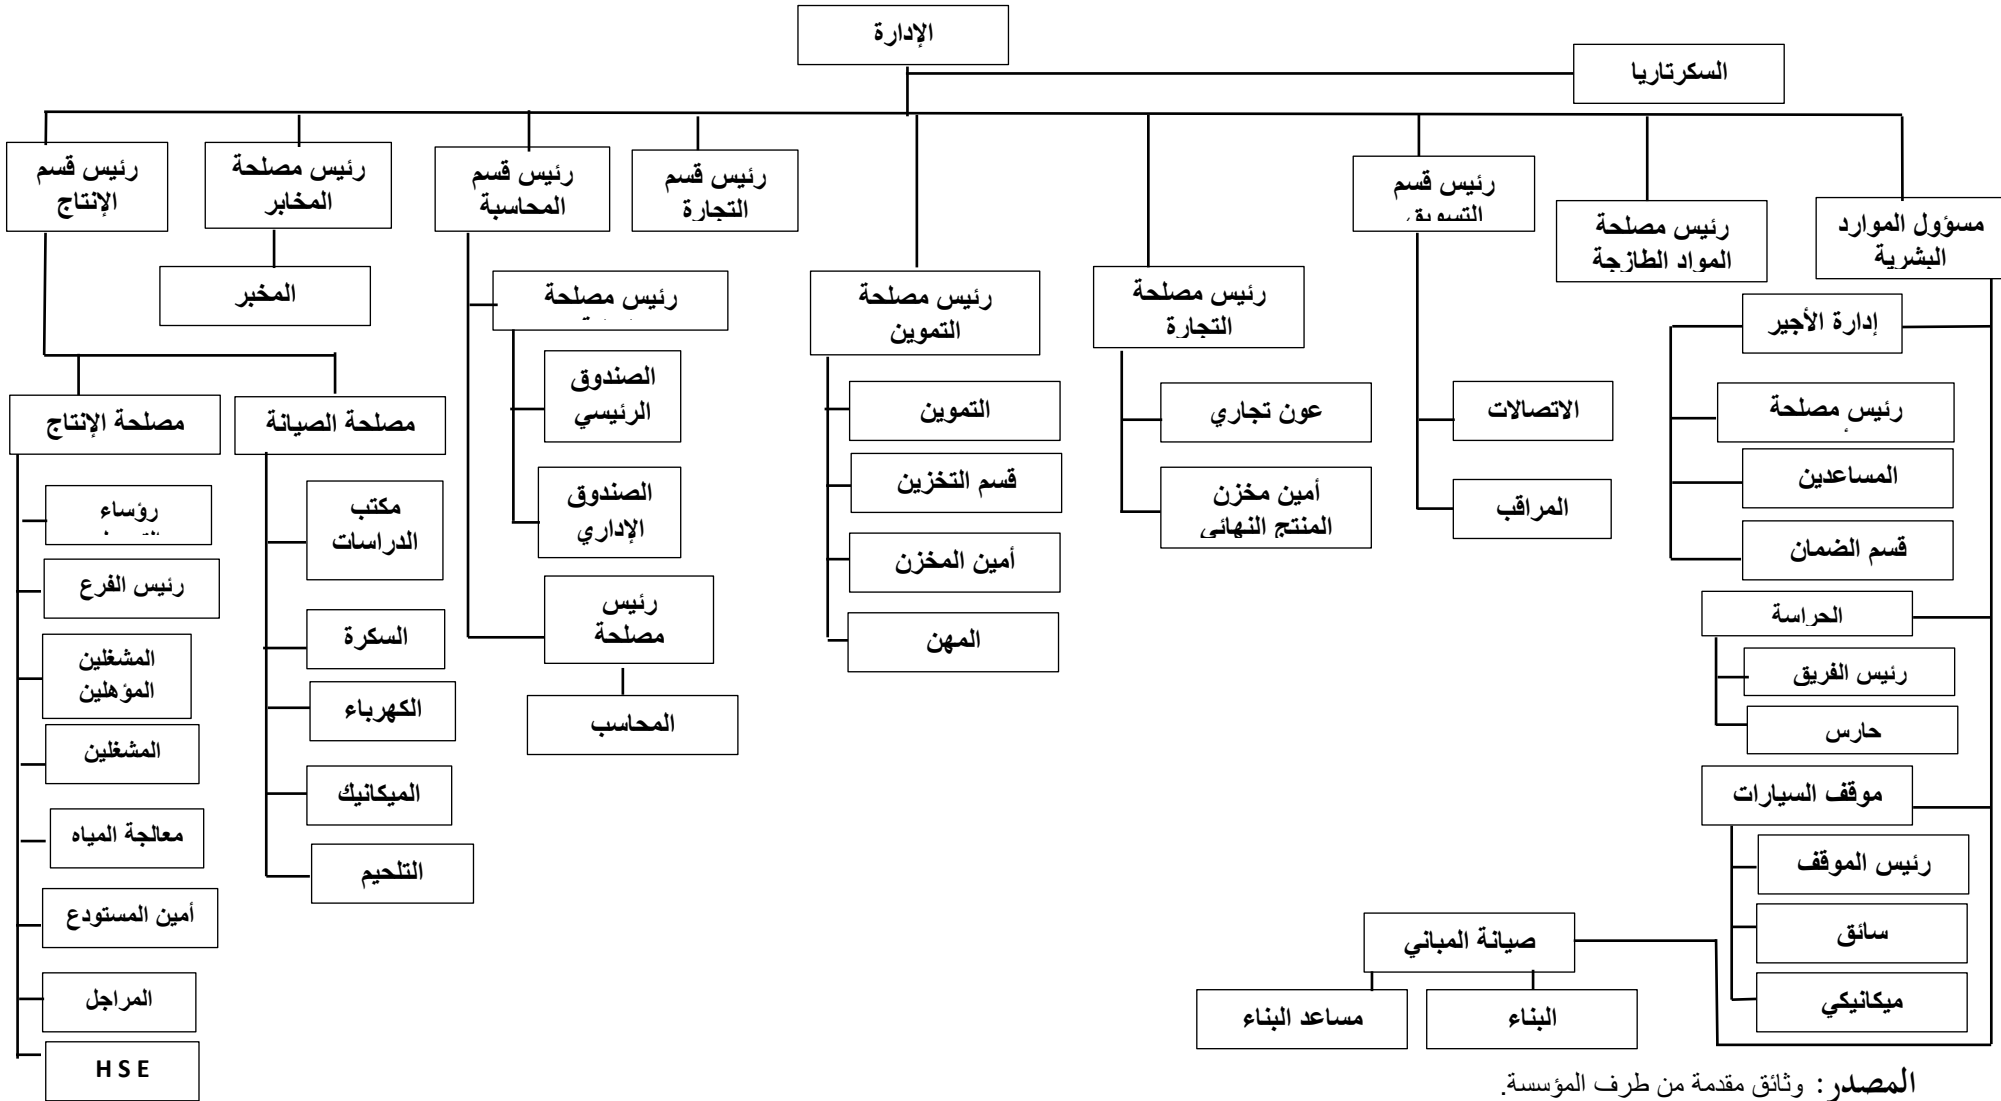 الإدارة
السكرتاريا
مسؤول الموارد
البشرية
رئيس مصلحة
المواد الطازجة
رئيس قسم
التسويق
رئيس قسم
التجارة
رئيس قسم
المحاسبة
رئيس مصلحة
المخابر
رئيس قسم
الإنتاج
المخبر
رئيس مصلحة
التجارة
رئيس مصلحة
التموين
رئيس مصلحة
إدارة الأجير
رئيس مصلحة
المساعدين
قسم الضمان
الحراسة
رئيس الفريق
حارس
موقف السيارات
رئيس الموقف
سائق
ميكانيكي
صيانة المباني
البناء
مساعد البناء
الاتصالات
المراقب
عون تجاري
أمين مخزن
المنتج النهائي
التموين
قسم التخزين
أمين المخزن
المهن
الصندوق
الرئيسي
الصندوق
الإداري
رئيس
مصلحة
المحاسب
مصلحة الصيانة
مكتب
الدراسات
السكرة
الكهرباء
الميكانيك
التلحيم
مصلحة الإنتاج
رؤساء
رئيس الفرع
المشغلين
المؤهلين
المشغلين
معالجة المياه
أمين المستودع
المراجل
HSE
المصدر: وثائق مقدمة من طرف المؤسسة.